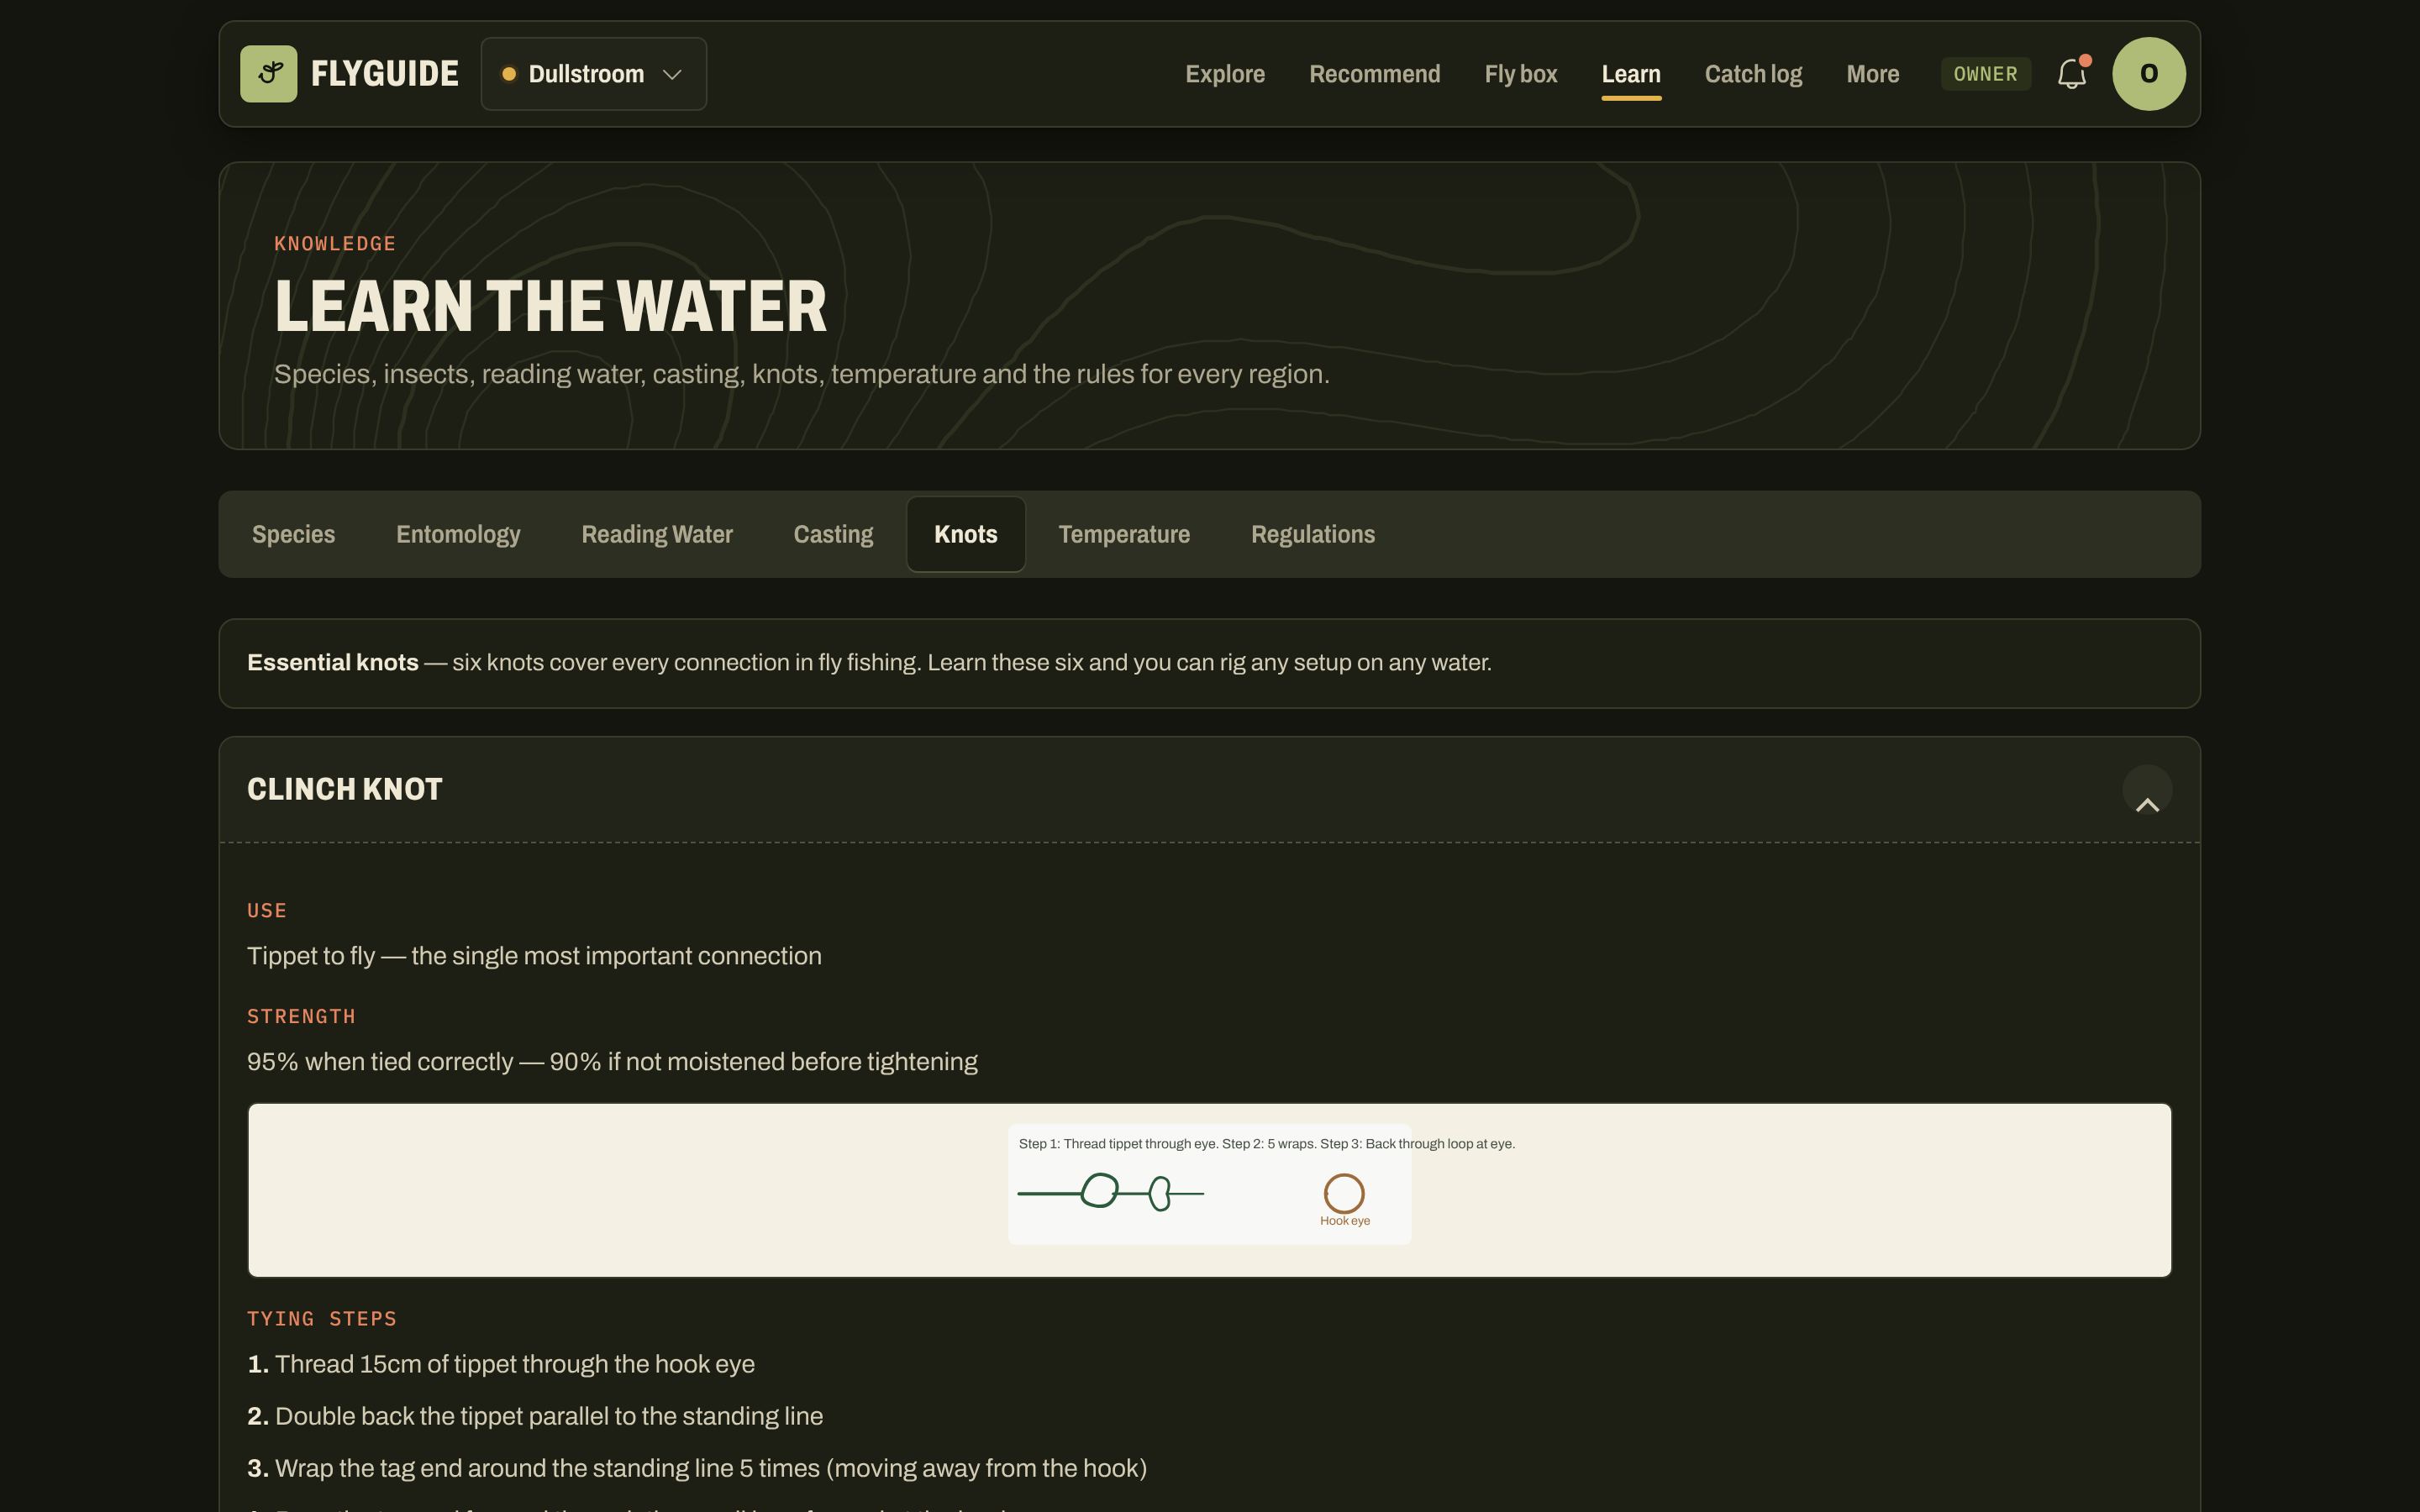 FLYGUIDE
Dullstroom
Explore
Recommend
Fly box
Learn
Catch log
More
OWNER
O
KNOWLEDGE
LEARN THE WATER
Species, insects, reading water, casting, knots, temperature and the rules for every region.
Species
Entomology
Reading Water
Casting
Knots
Temperature
Regulations
Essential knots — six knots cover every connection in fly fishing. Learn these six and you can rig any setup on any water.
CLINCH KNOT
USE
Tippet to fly — the single most important connection
STRENGTH
95% when tied correctly — 90% if not moistened before tightening
Step 1: Thread tippet through eye. Step 2: 5 wraps. Step 3: Back through loop at eye.
Hook eye
TYING STEPS
1. Thread 15cm of tippet through the hook eye
2. Double back the tippet parallel to the standing line
3. Wrap the tag end around the standing line 5 times (moving away from the hook)